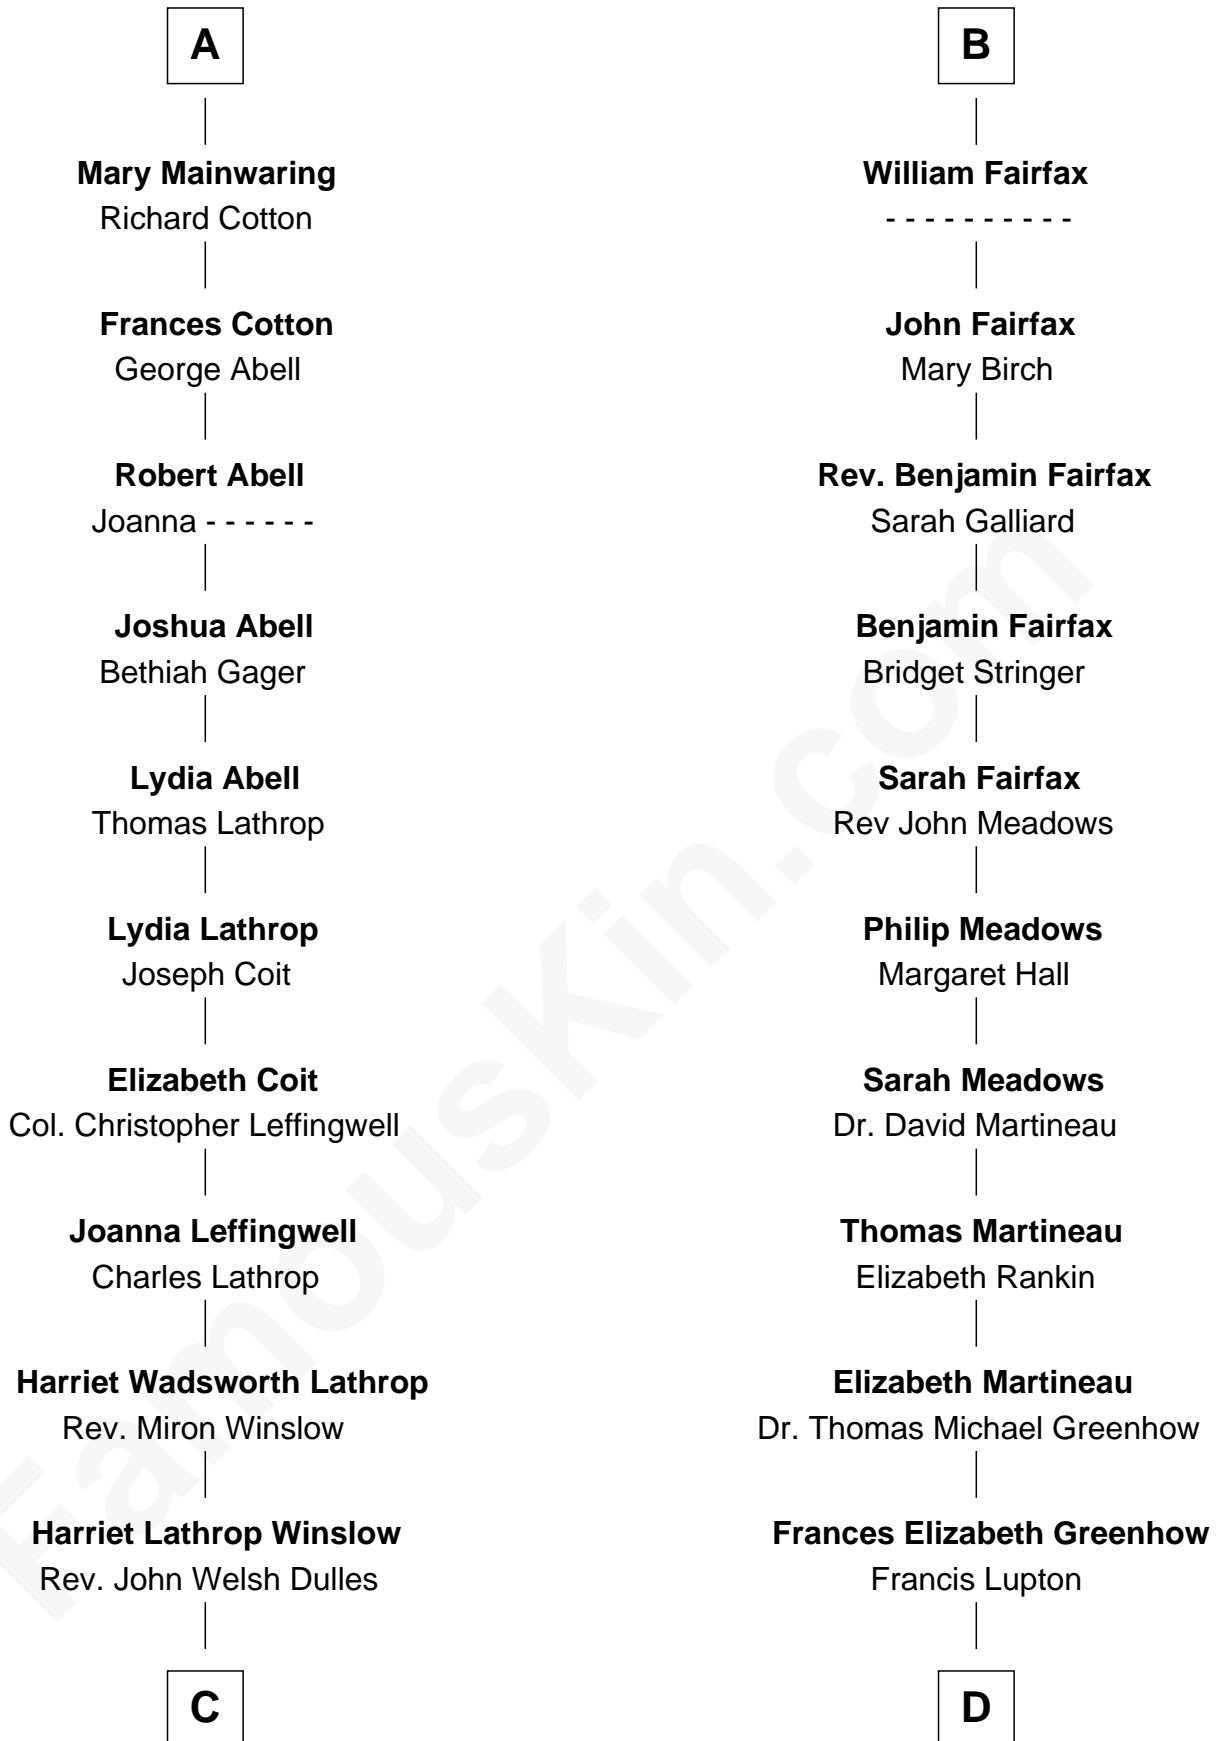 A
Mary Mainwaring
Richard Cotton
Frances Cotton
George Abell
Robert Abell
Joanna - - - - - -
Joshua Abell
Bethiah Gager
Lydia Abell
Thomas Lathrop
Lydia Lathrop
Joseph Coit
Elizabeth Coit
Col. Christopher Leffingwell
Joanna Leffingwell
Charles Lathrop
Harriet Wadsworth Lathrop
Rev. Miron Winslow
Harriet Lathrop Winslow
Rev. John Welsh Dulles
C
B
William Fairfax
- - - - - - - - - -
John Fairfax
Mary Birch
Rev. Benjamin Fairfax
Sarah Galliard
Benjamin Fairfax
Bridget Stringer
Sarah Fairfax
Rev John Meadows
Philip Meadows
Margaret Hall
Sarah Meadows
Dr. David Martineau
Thomas Martineau
Elizabeth Rankin
Elizabeth Martineau
Dr. Thomas Michael Greenhow
Frances Elizabeth Greenhow
Francis Lupton
D
FamousKin.com